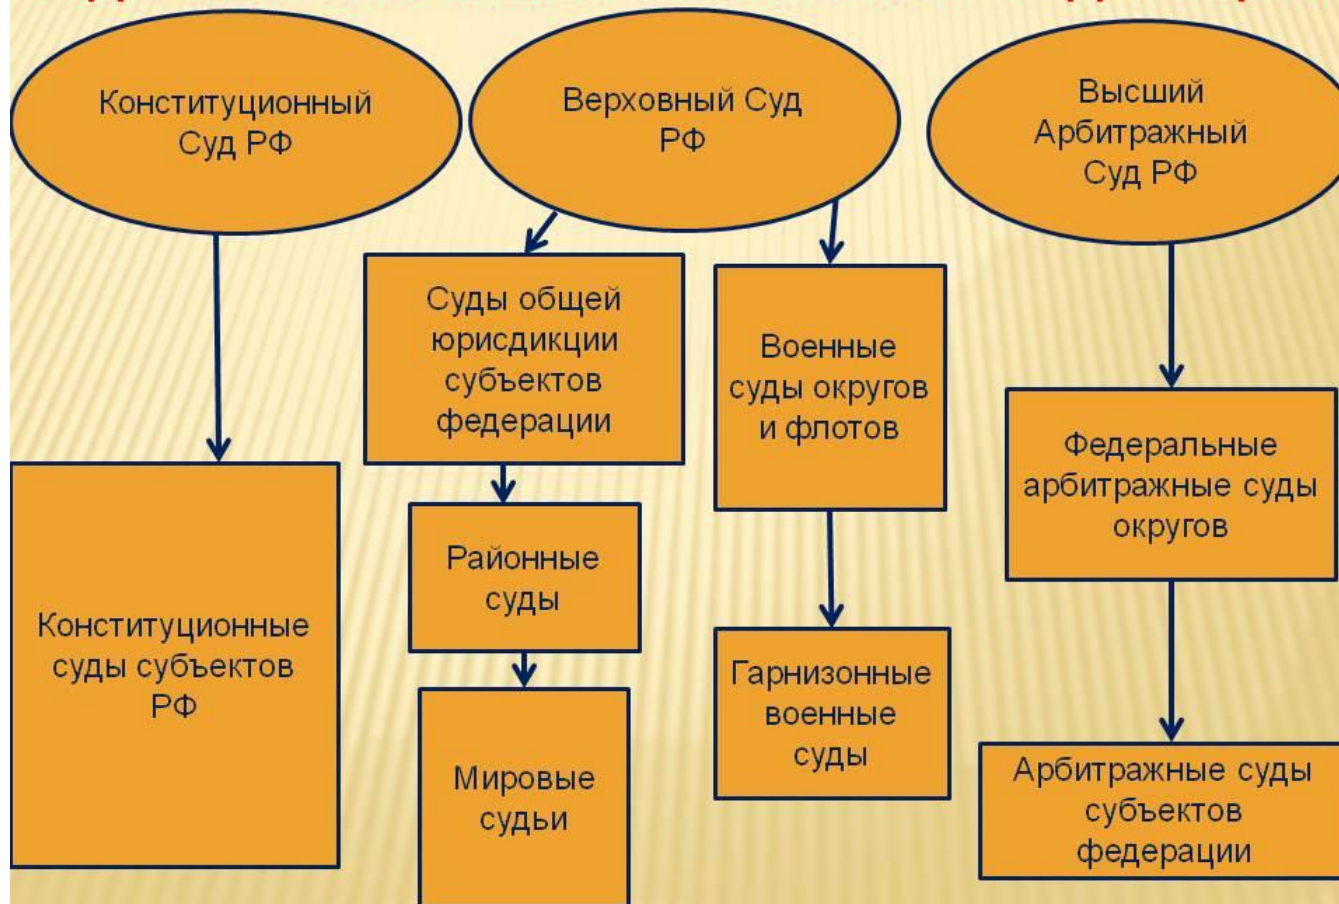 Конституционный
Суд РФ
Верховный Суд
РФ
Высший
Арбитражный
Суд РФ
Суды общей
юрисдикции
субъектов
федерации
Военные
суды округов
и флотов
Федеральные
арбитражные суды
округов
Районные
суды
Конституционные
суды субъектов
РФ
Гарнизонные
военные
суды
Мировые
судьи
Арбитражные суды
субъектов
федерации